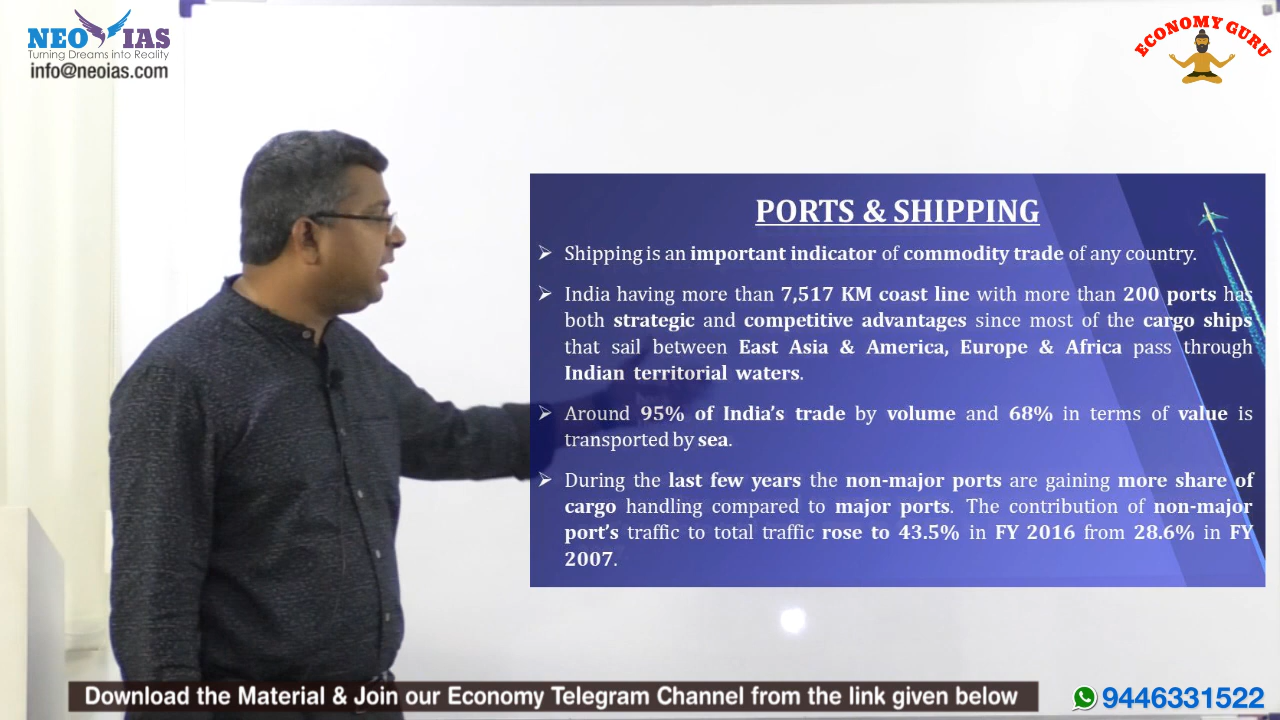 NEO IAS
Turning Dreams into Reality
info@neoias.com
ECONOMY GURU
PORTS & SHIPPING
➢ Shipping is an important indicator of commodity trade of any country.
➢ India having more than 7,517 KM coast line with more than 200 ports has
both strategic and competitive advantages since most of the cargo ships
that sail between East Asia & America, Europe & Africa pass through
Indian territorial waters.
➢ Around 95% of India's trade by volume and 68% in terms of value is
transported by sea.
➢ During the last few years the non-major ports are gaining more share of
cargo handling compared to major ports. The contribution of non-major
port's traffic to total traffic rose to 43.5% in FY 2016 from 28.6% in FY
2007.
Download the Material & Join our Economy Telegram Channel from the link given below
9446331522